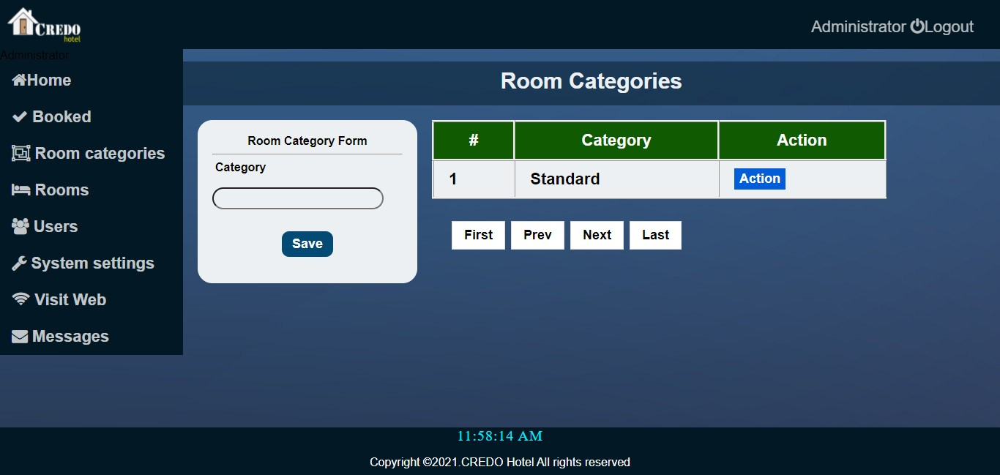 CREDO
hotel
Administrator Logout
Administrator
Home
Booked
Room categories
Rooms
Users
System settings
Visit Web
Messages
Room Categories
Room Category Form
Category
Save
# Category Action
1 Standard Action
First Prev Next Last
11:58:14 AM
Copyright ©2021.CREDO Hotel All rights reserved